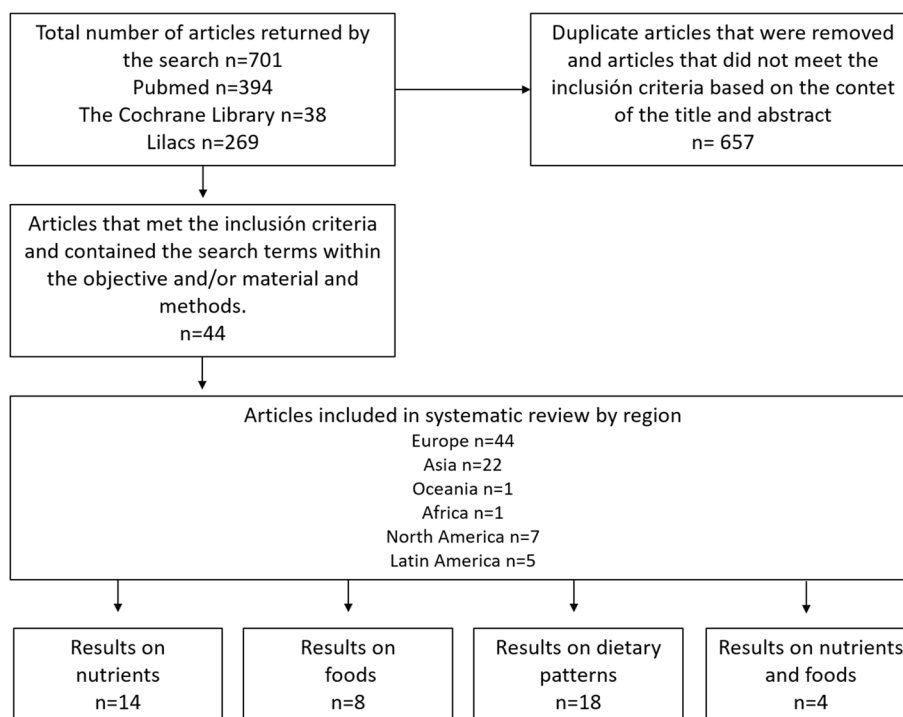 Total number of articles returned by
the search n=701
Pubmed n=394
The Cochrane Library n=38
Lilacs n=269
Duplicate articles that were removed
and articles that did not meet the
inclusión criteria based on the contet
of the title and abstract
n= 657
Articles that met the inclusión criteria
and contained the search terms within
the objective and/or material and
methods.
n=44
Articles included in systematic review by region
Europe n=44
Asia n=22
Oceania n=1
Africa n=1
North America n=7
Latin America n=5
Results on
nutrients
n=14
Results on
foods
n=8
Results on dietary
patterns
n=18
Results on nutrients
and foods
n=4